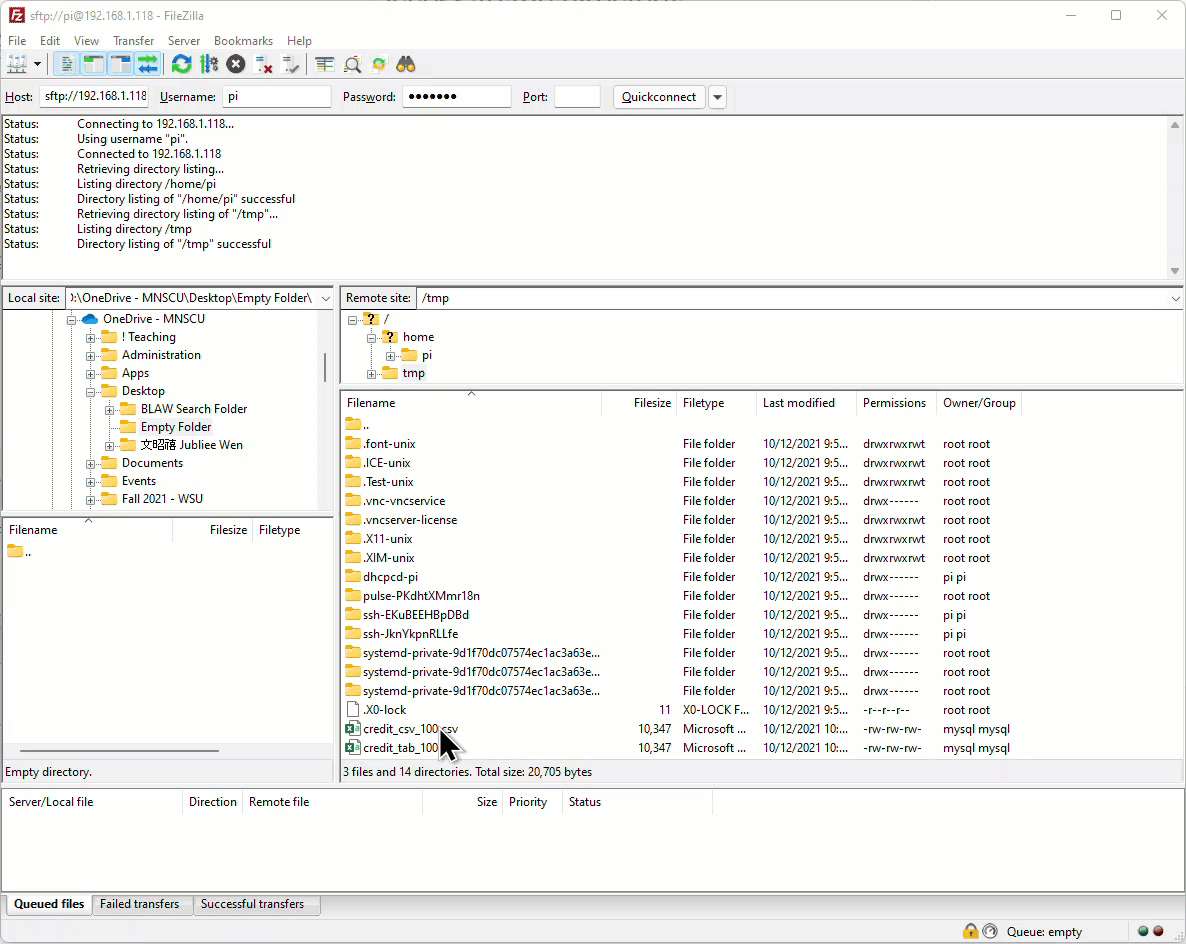 sftp://pi@192.168.1.118 - FileZilla
File Edit View Transfer Server Bookmarks Help
Host: sftp://192.168.1.118 Username: pi Password: ●●●●●●● Port: Quickconnect
Status: Connecting to 192.168.1.118...
Status: Using username "pi".
Status: Connected to 192.168.1.118
Status: Retrieving directory listing...
Status: Listing directory /home/pi
Status: Directory listing of "/home/pi" successful
Status: Retrieving directory listing of "/tmp"...
Status: Listing directory /tmp
Status: Directory listing of "/tmp" successful
Local site: :\OneDrive - MNSCU\Desktop\Empty Folder\
OneDrive - MNSCU
! Teaching
Administration
Apps
Desktop
BLAW Search Folder
Empty Folder
Jubliee Wen
Documents
Events
Fall 2021 - WSU
Filename Filesize Filetype
..
Empty directory.
Remote site: /tmp
/
home
pi
tmp
Filename Filesize Filetype Last modified Permissions Owner/Group
..
.font-unix File folder 10/12/2021 9:5... drwxrwxrwt root root
.ICE-unix File folder 10/12/2021 9:5... drwxrwxrwt root root
.Test-unix File folder 10/12/2021 9:5... drwxrwxrwt root root
.vnc-vncservice File folder 10/12/2021 9:5... drwx------ root root
.vncserver-license File folder 10/12/2021 9:5... drwxrwxrwt root root
.X11-unix File folder 10/12/2021 9:5... drwxrwxrwt root root
.XIM-unix File folder 10/12/2021 9:5... drwxrwxrwt root root
dhcpcd-pi File folder 10/12/2021 9:5... drwx------ pi pi
pulse-PKdhtXMmr18n File folder 10/12/2021 9:5... drwx------ root root
ssh-EKuBEEHBpDBd File folder 10/12/2021 9:5... drwx------ pi pi
ssh-JknYkpnRLLfe File folder 10/12/2021 9:5... drwx------ pi pi
systemd-private-9d1f70dc07574ec1ac3a63e... File folder 10/12/2021 9:5... drwx------ root root
systemd-private-9d1f70dc07574ec1ac3a63e... File folder 10/12/2021 9:5... drwx------ root root
systemd-private-9d1f70dc07574ec1ac3a63e... File folder 10/12/2021 9:5... drwx------ root root
.X0-lock 11 X0-LOCK F... 10/12/2021 9:5... -r--r--r-- root root
credit_csv_100.csv 10,347 Microsoft ... 10/12/2021 10:... -rw-rw-rw- mysql mysql
credit_tab_100 10,347 Microsoft ... 10/12/2021 10:... -rw-rw-rw- mysql mysql
3 files and 14 directories. Total size: 20,705 bytes
Server/Local file Direction Remote file Size Priority Status
Queued files Failed transfers Successful transfers
Queue: empty